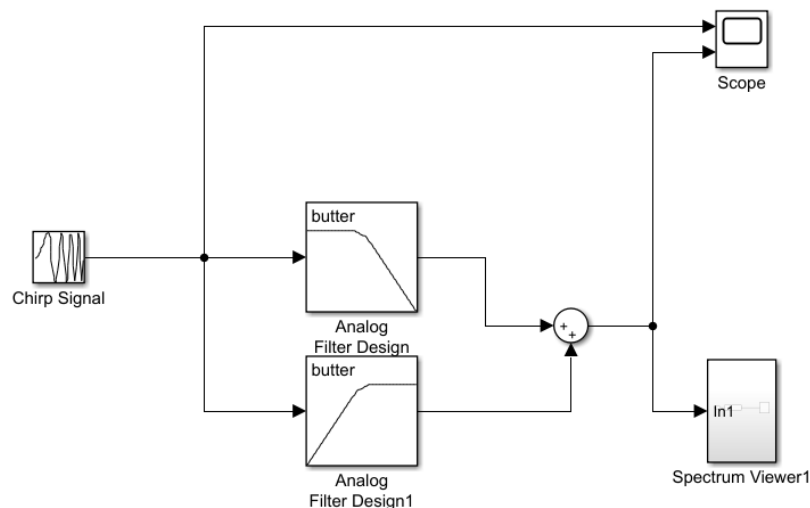 Scope
butter
Chirp Signal
Analog
Filter Design
+
+
butter
In1
Analog
Filter Design1
Spectrum Viewer1